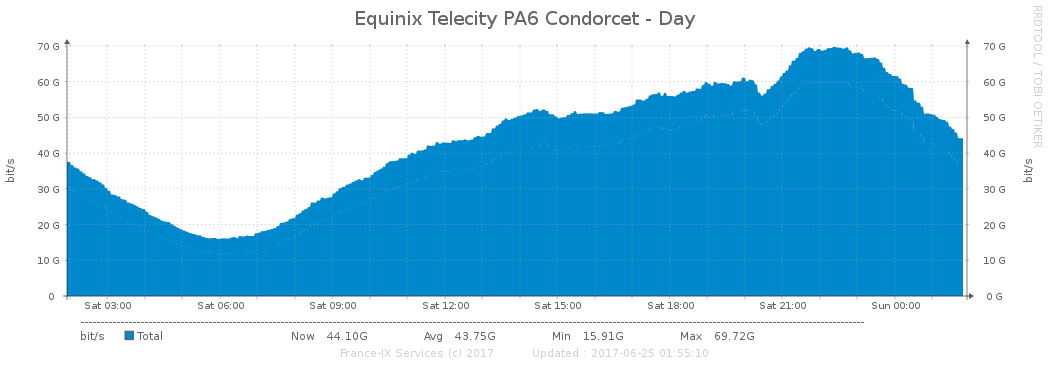 Equinix Telecity PA6 Condorcet - Day
RRDTOOL / TOBI OETIKER
70 G 70 G
60 G 60 G
50 G 50 G
40 G 40 G
30 G 30 G
20 G 20 G
10 G 10 G
0 0 G
bit/s bit/s
Sat 03:00 Sat 06:00 Sat 09:00 Sat 12:00 Sat 15:00 Sat 18:00 Sat 21:00 Sun 00:00
bit/s Total Now 44.10G Avg 43.75G Min 15.91G Max 69.72G
France-IX Services (c) 2017 Updated : 2017-06-25 01:55:10